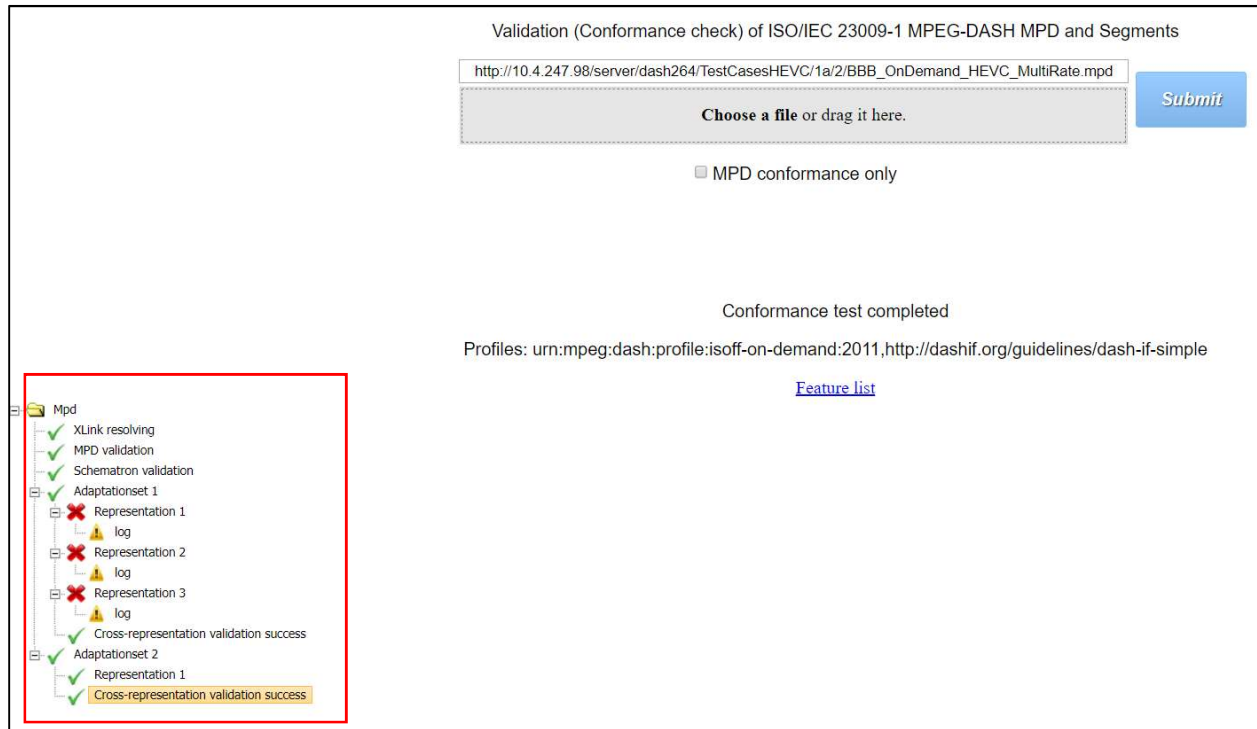 Validation (Conformance check) of ISO/IEC 23009-1 MPEG-DASH MPD and Segments
http://10.4.247.98/server/dash264/TestCasesHEVC/1a/2/BBB_OnDemand_HEVC_MultiRate.mpd
Submit
Choose a file or drag it here.
MPD conformance only
Conformance test completed
Profiles: urn:mpeg:dash:profile:isoff-on-demand:2011,http://dashif.org/guidelines/dash-if-simple
Feature list
Mpd
XLink resolving
MPD validation
Schematron validation
Adaptationset 1
Representation 1
log
Representation 2
log
Representation 3
log
Cross-representation validation success
Adaptationset 2
Representation 1
Cross-representation validation success